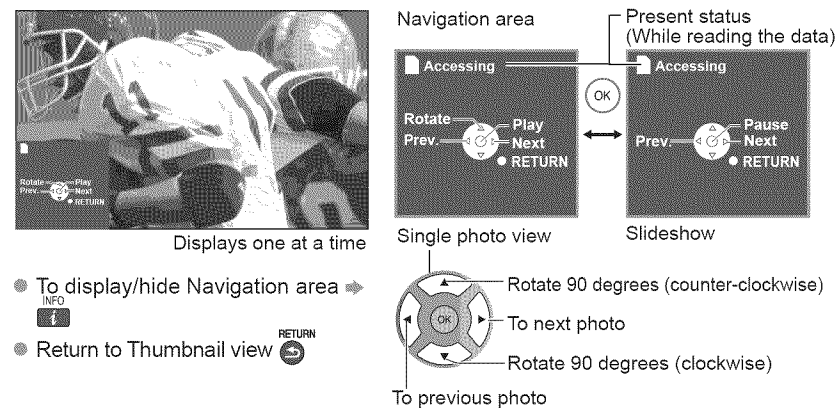 Rotate
Play
Prev.
Next
RETURN
Displays one at a time
To display/hide Navigation area
INFO
i
Return to Thumbnail view
RETURN
Navigation area
Present status
(While reading the data)
Accessing
Rotate
Play
Prev.
Next
RETURN
OK
Accessing
Pause
Prev.
Next
RETURN
Single photo view
Slideshow
OK
Rotate 90 degrees (counter-clockwise)
To next photo
Rotate 90 degrees (clockwise)
To previous photo